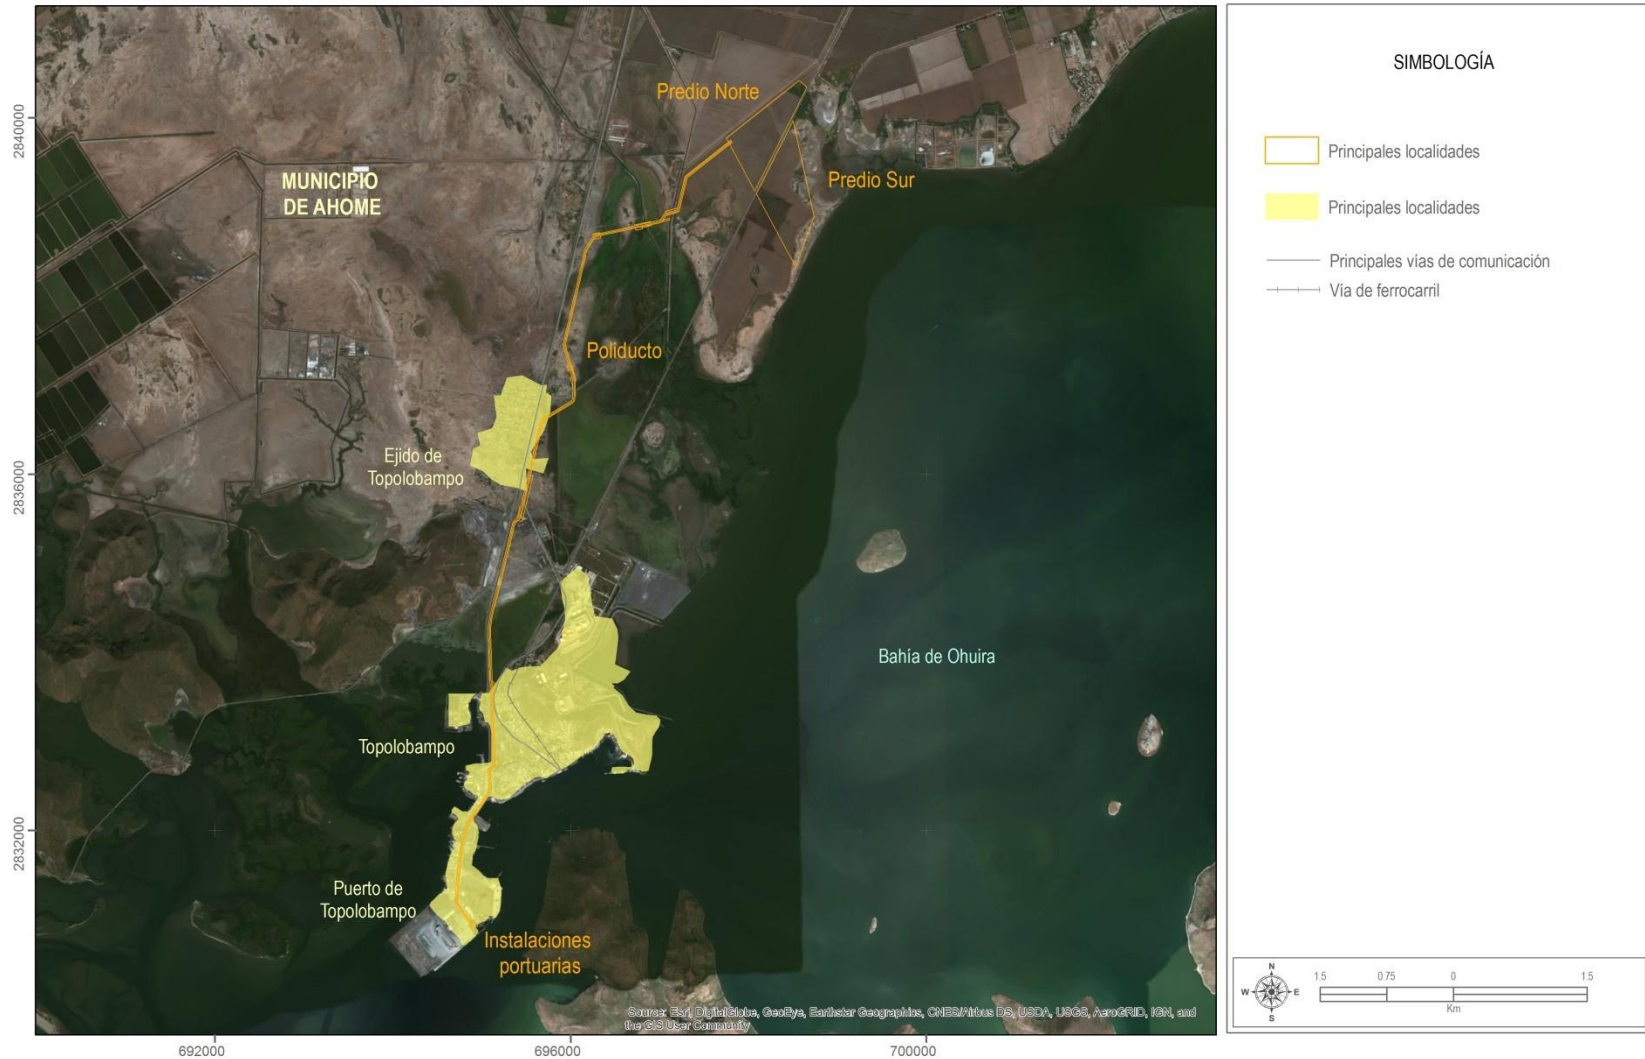 2840000
2836000
2832000
692000
696000
700000
MUNICIPIO
DE AHOME
Predio Norte
Predio Sur
Poliducto
Ejido de
Topolobampo
Bahía de Ohuira
Topolobampo
Puerto de
Topolobampo
Instalaciones
portuarias
Source: Esri, DigitalGlobe, GeoEye, Earthstar Geographics, CNES/Airbus DS, USDA, USGS, AeroGRID, IGN, and
the GIS User Community
SIMBOLOGÍA
Principales localidades
Principales localidades
Principales vías de comunicación
Vía de ferrocarril
N
W E
S
1.5 0.75 0 1.5
Km